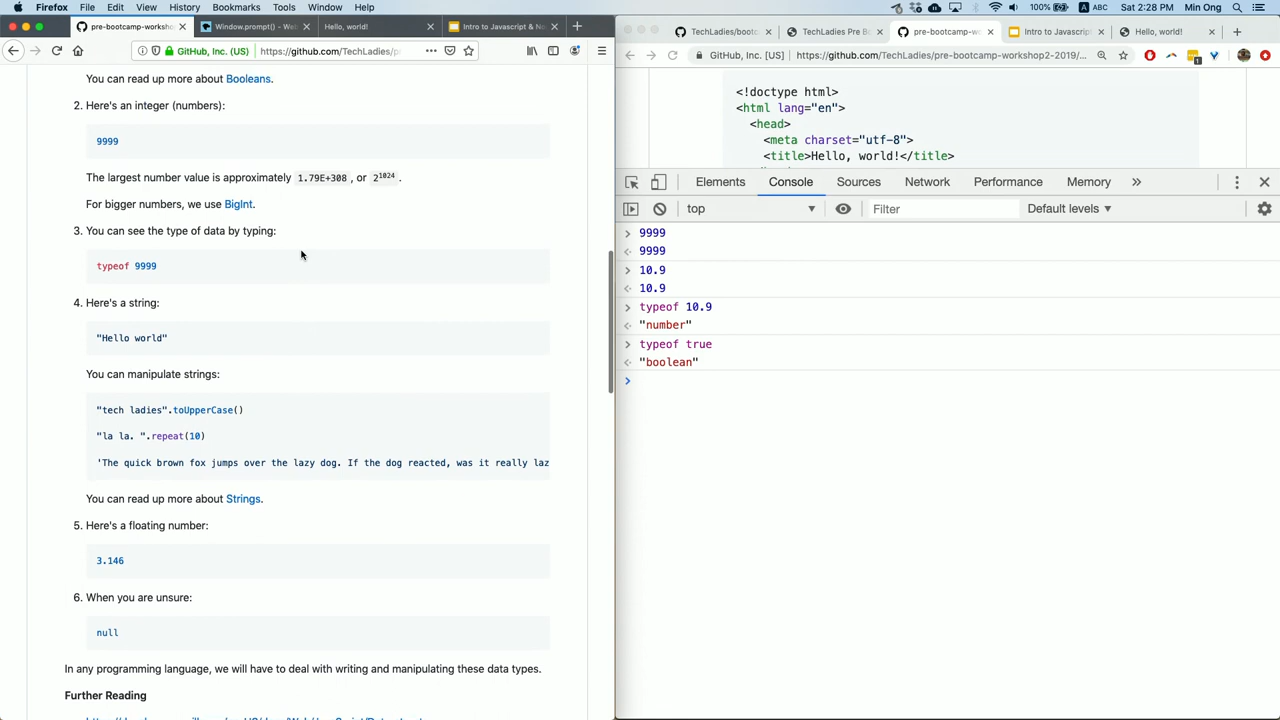 Firefox File Edit View History Bookmarks Tools Window Help
100% ABC Sat 2:28 PM Min Ong
pre-bootcamp-worksho
Window.prompt() - We
Hello, world!
Intro to Javascript & No
GitHub, Inc. (US) https://github.com/TechLadies/p
You can read up more about Booleans.
2. Here's an integer (numbers):
9999
The largest number value is approximately 1.79E+308 , or 2¹⁰²⁴ .
For bigger numbers, we use BigInt.
3. You can see the type of data by typing:
typeof 9999
4. Here's a string:
"Hello world"
You can manipulate strings:
"tech ladies".toUpperCase()
"la la. ".repeat(10)
'The quick brown fox jumps over the lazy dog. If the dog reacted, was it really laz
You can read up more about Strings.
5. Here's a floating number:
3.146
6. When you are unsure:
null
In any programming language, we will have to deal with writing and manipulating these data types.
Further Reading
TechLadies/bootc
TechLadies Pre B
pre-bootcamp-wo
Intro to Javascrip
Hello, world!
GitHub, Inc. [US] https://github.com/TechLadies/pre-bootcamp-workshop2-2019/...
<!doctype html>
<html lang="en">
<head>
<meta charset="utf-8">
<title>Hello, world!</title>
Elements Console Sources Network Performance Memory »
top Filter Default levels
> 9999
9999
> 10.9
10.9
> typeof 10.9
"number"
> typeof true
"boolean"
>